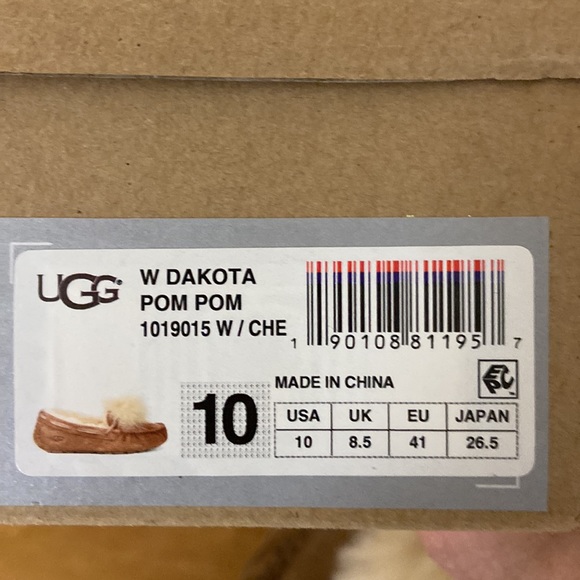 UGG
W DAKOTA
POM POM
1019015 W / CHE
1 90108 81195 7
MADE IN CHINA
EPC
10
USA UK EU JAPAN
10 8.5 41 26.5